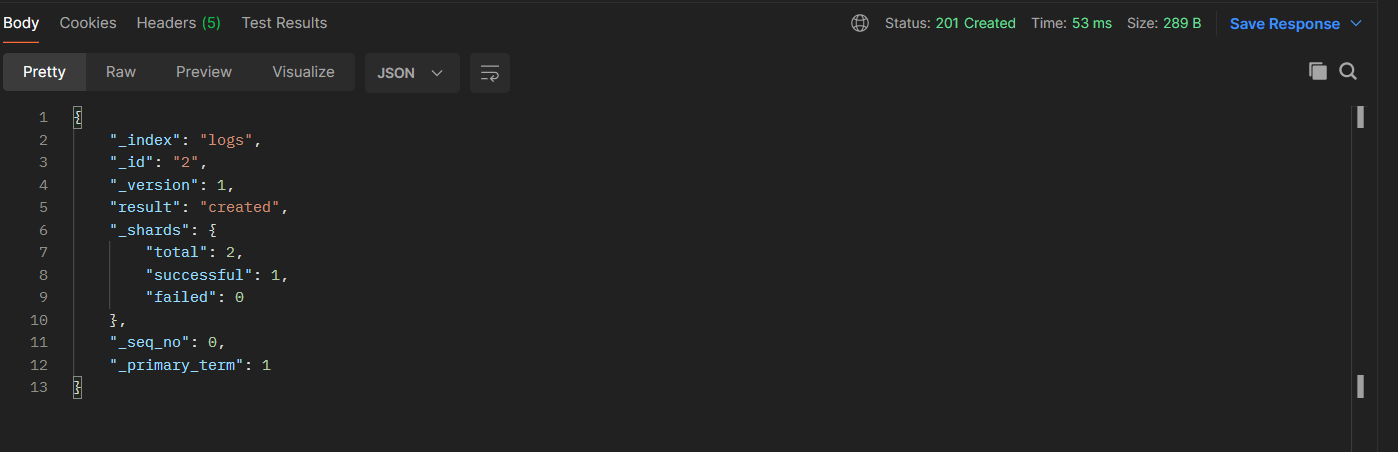 Body Cookies Headers (5) Test Results Status: 201 Created Time: 53 ms Size: 289 B Save Response
Pretty Raw Preview Visualize JSON
1 {
2 "_index": "logs",
3 "_id": "2",
4 "_version": 1,
5 "result": "created",
6 "_shards": {
7 "total": 2,
8 "successful": 1,
9 "failed": 0
10 },
11 "_seq_no": 0,
12 "_primary_term": 1
13 }